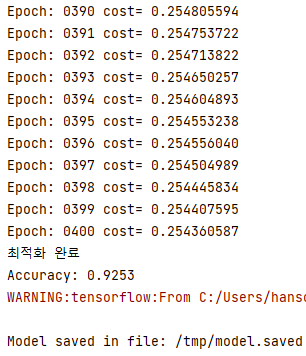 Epoch: 0390 cost= 0.254805594
Epoch: 0391 cost= 0.254753722
Epoch: 0392 cost= 0.254713822
Epoch: 0393 cost= 0.254650257
Epoch: 0394 cost= 0.254604893
Epoch: 0395 cost= 0.254553238
Epoch: 0396 cost= 0.254556040
Epoch: 0397 cost= 0.254504989
Epoch: 0398 cost= 0.254445834
Epoch: 0399 cost= 0.254407595
Epoch: 0400 cost= 0.254360587
최적화 완료
Accuracy: 0.9253
WARNING:tensorflow:From C:/Users/hansc
Model saved in file: /tmp/model.saved